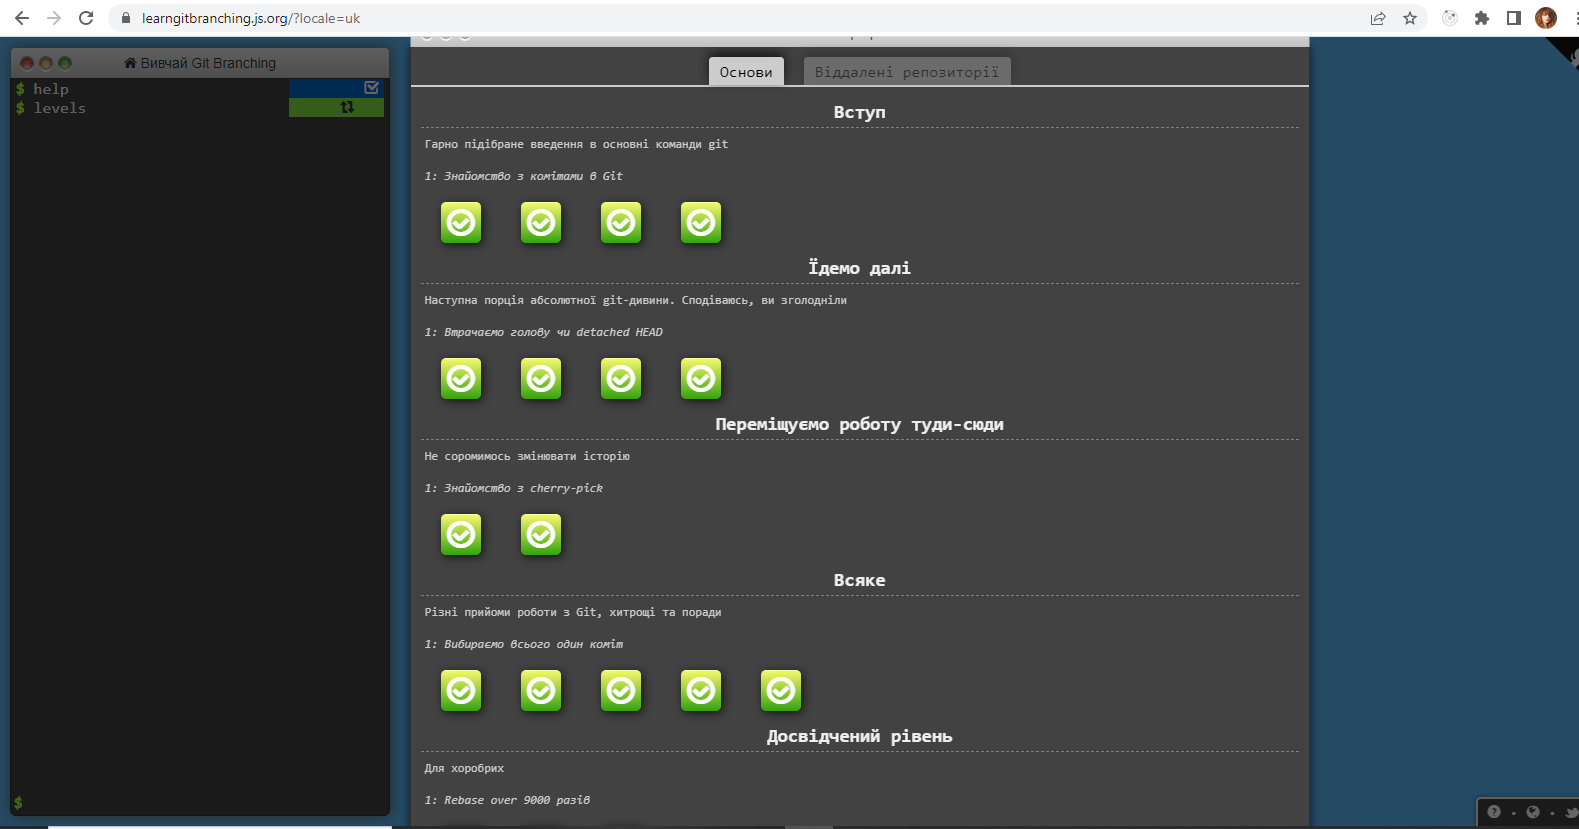 learngitbranching.js.org/?locale=uk
Вивчай Git Branching
$ help
$ levels
$
Основи
Віддалені репозиторії
Вступ
Гарно підібране введення в основні команди git
1: Знайомство з комітами в Git
Їдемо далі
Наступна порція абсолютної git-дивини. Сподіваюсь, ви зголодніли
1: Втрачаємо голову чи detached HEAD
Переміщуємо роботу туди-сюди
Не соромимось змінювати історію
1: Знайомство з cherry-pick
Всяке
Різні прийоми роботи з Git, хитрощі та поради
1: Вибираємо всього один коміт
Досвідчений рівень
Для хоробрих
1: Rebase over 9000 разів